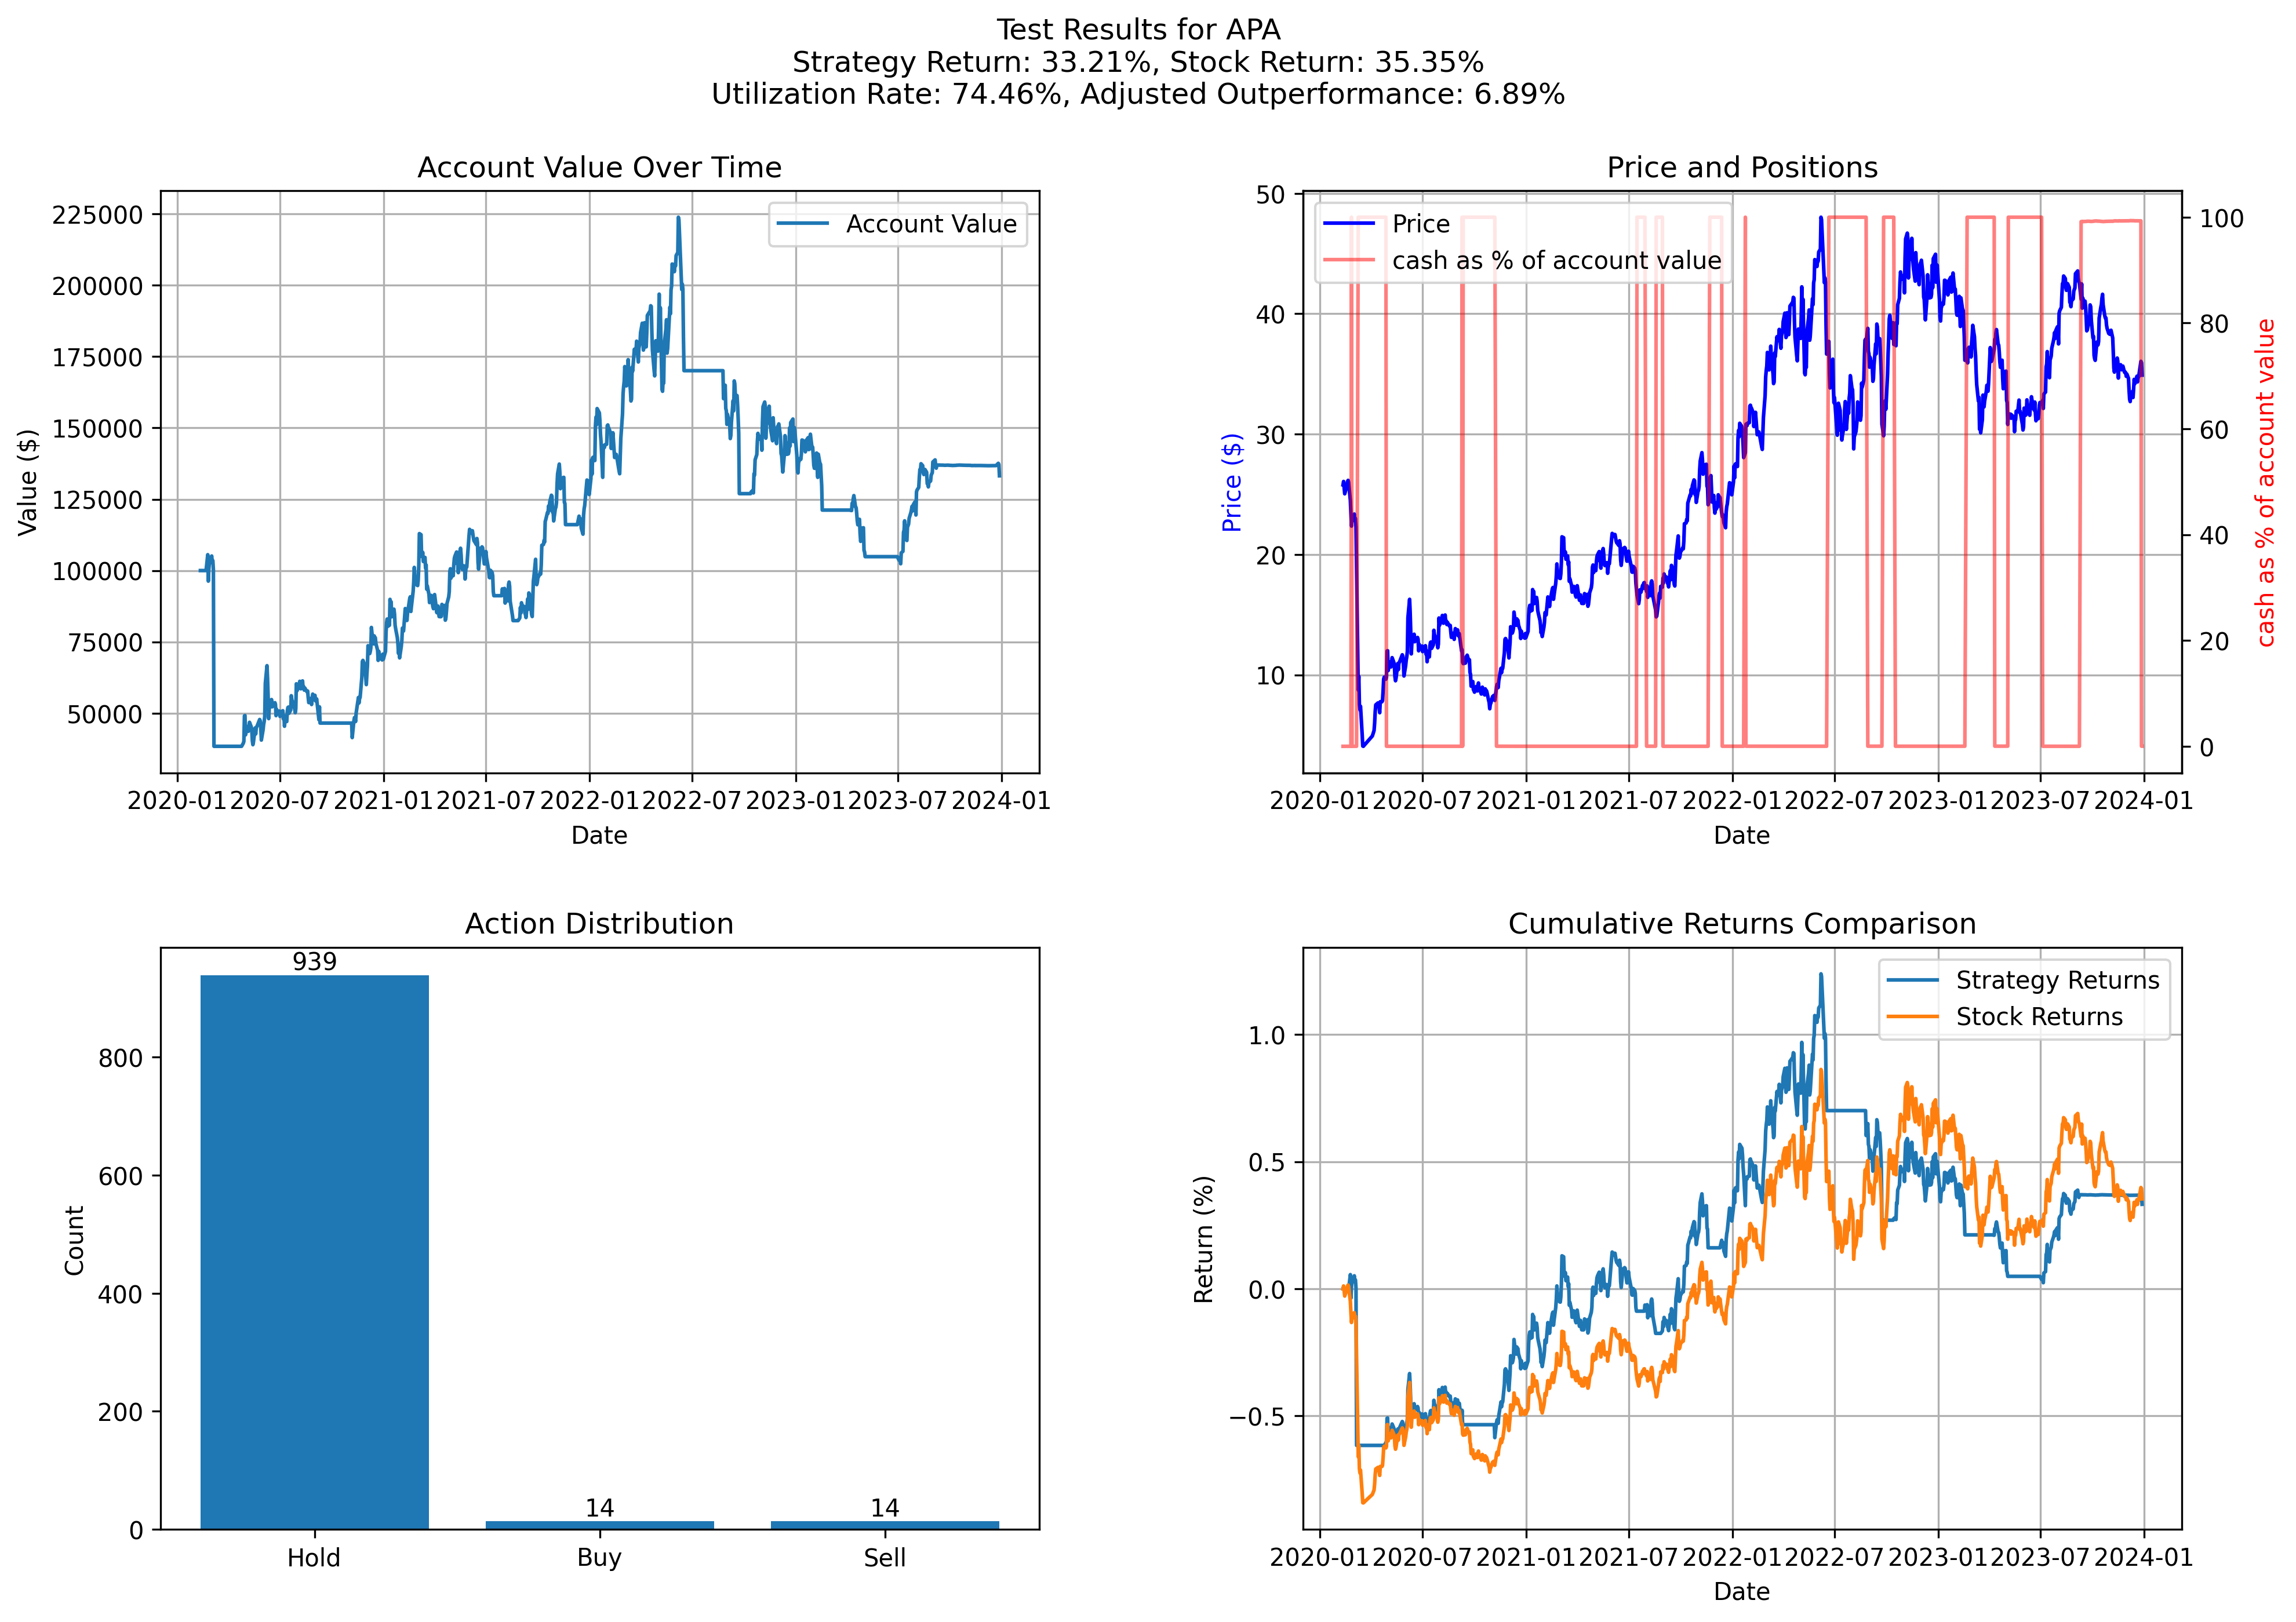 Test Results for APA
Strategy Return: 33.21%, Stock Return: 35.35%
Utilization Rate: 74.46%, Adjusted Outperformance: 6.89%
Account Value Over Time
Account Value
225000
200000
175000
150000
125000
100000
75000
50000
Value ($)
2020-01
2020-07
2021-01
2021-07
2022-01
2022-07
2023-01
2023-07
2024-01
Date
Price and Positions
Price
cash as % of account value
50
40
30
20
10
Price ($)
100
80
60
40
20
0
cash as % of account value
2020-01
2020-07
2021-01
2021-07
2022-01
2022-07
2023-01
2023-07
2024-01
Date
Action Distribution
939
14
14
800
600
400
200
0
Count
Hold
Buy
Sell
Cumulative Returns Comparison
Strategy Returns
Stock Returns
1.0
0.5
0.0
−0.5
Return (%)
2020-01
2020-07
2021-01
2021-07
2022-01
2022-07
2023-01
2023-07
2024-01
Date